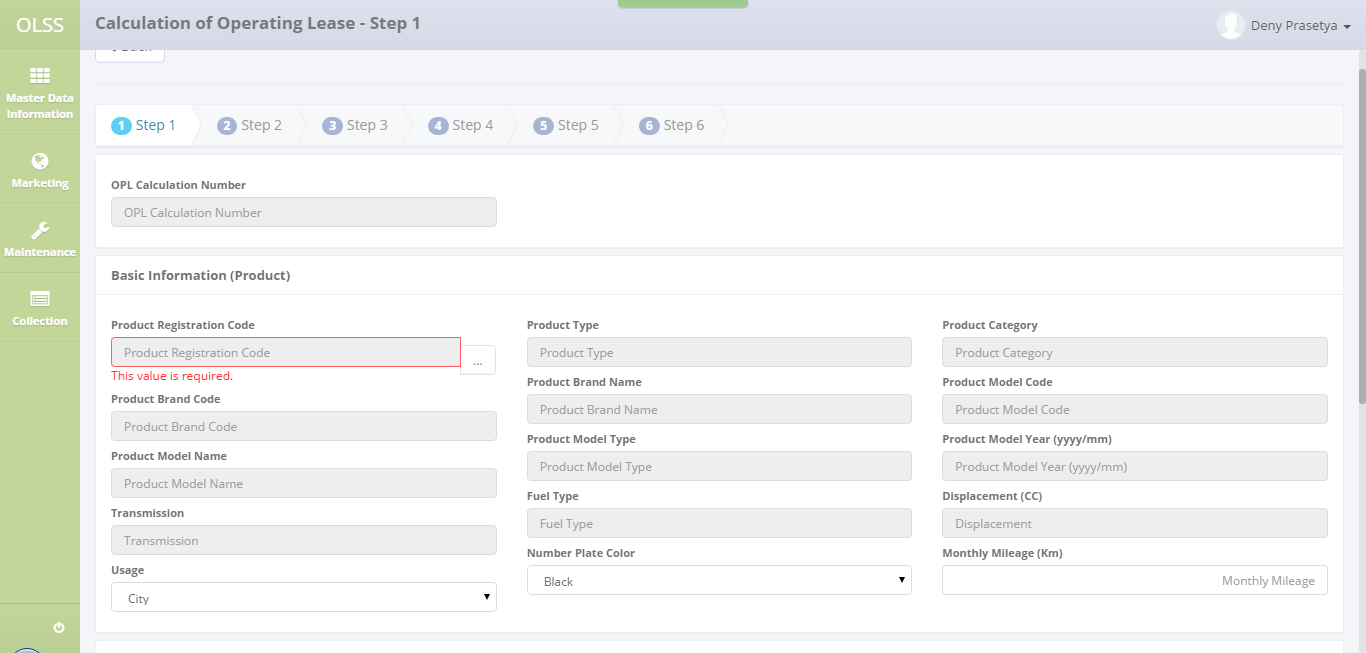 OLSS
Calculation of Operating Lease - Step 1
Deny Prasetya
Master Data
Information
Marketing
Maintenance
Collection
1 Step 1
2 Step 2
3 Step 3
4 Step 4
5 Step 5
6 Step 6
OPL Calculation Number
OPL Calculation Number
Basic Information (Product)
Product Registration Code
Product Registration Code
...
This value is required.
Product Brand Code
Product Brand Code
Product Model Name
Product Model Name
Transmission
Transmission
Usage
City
Product Type
Product Type
Product Brand Name
Product Brand Name
Product Model Type
Product Model Type
Fuel Type
Fuel Type
Number Plate Color
Black
Product Category
Product Category
Product Model Code
Product Model Code
Product Model Year (yyyy/mm)
Product Model Year (yyyy/mm)
Displacement (CC)
Displacement
Monthly Mileage (Km)
Monthly Mileage